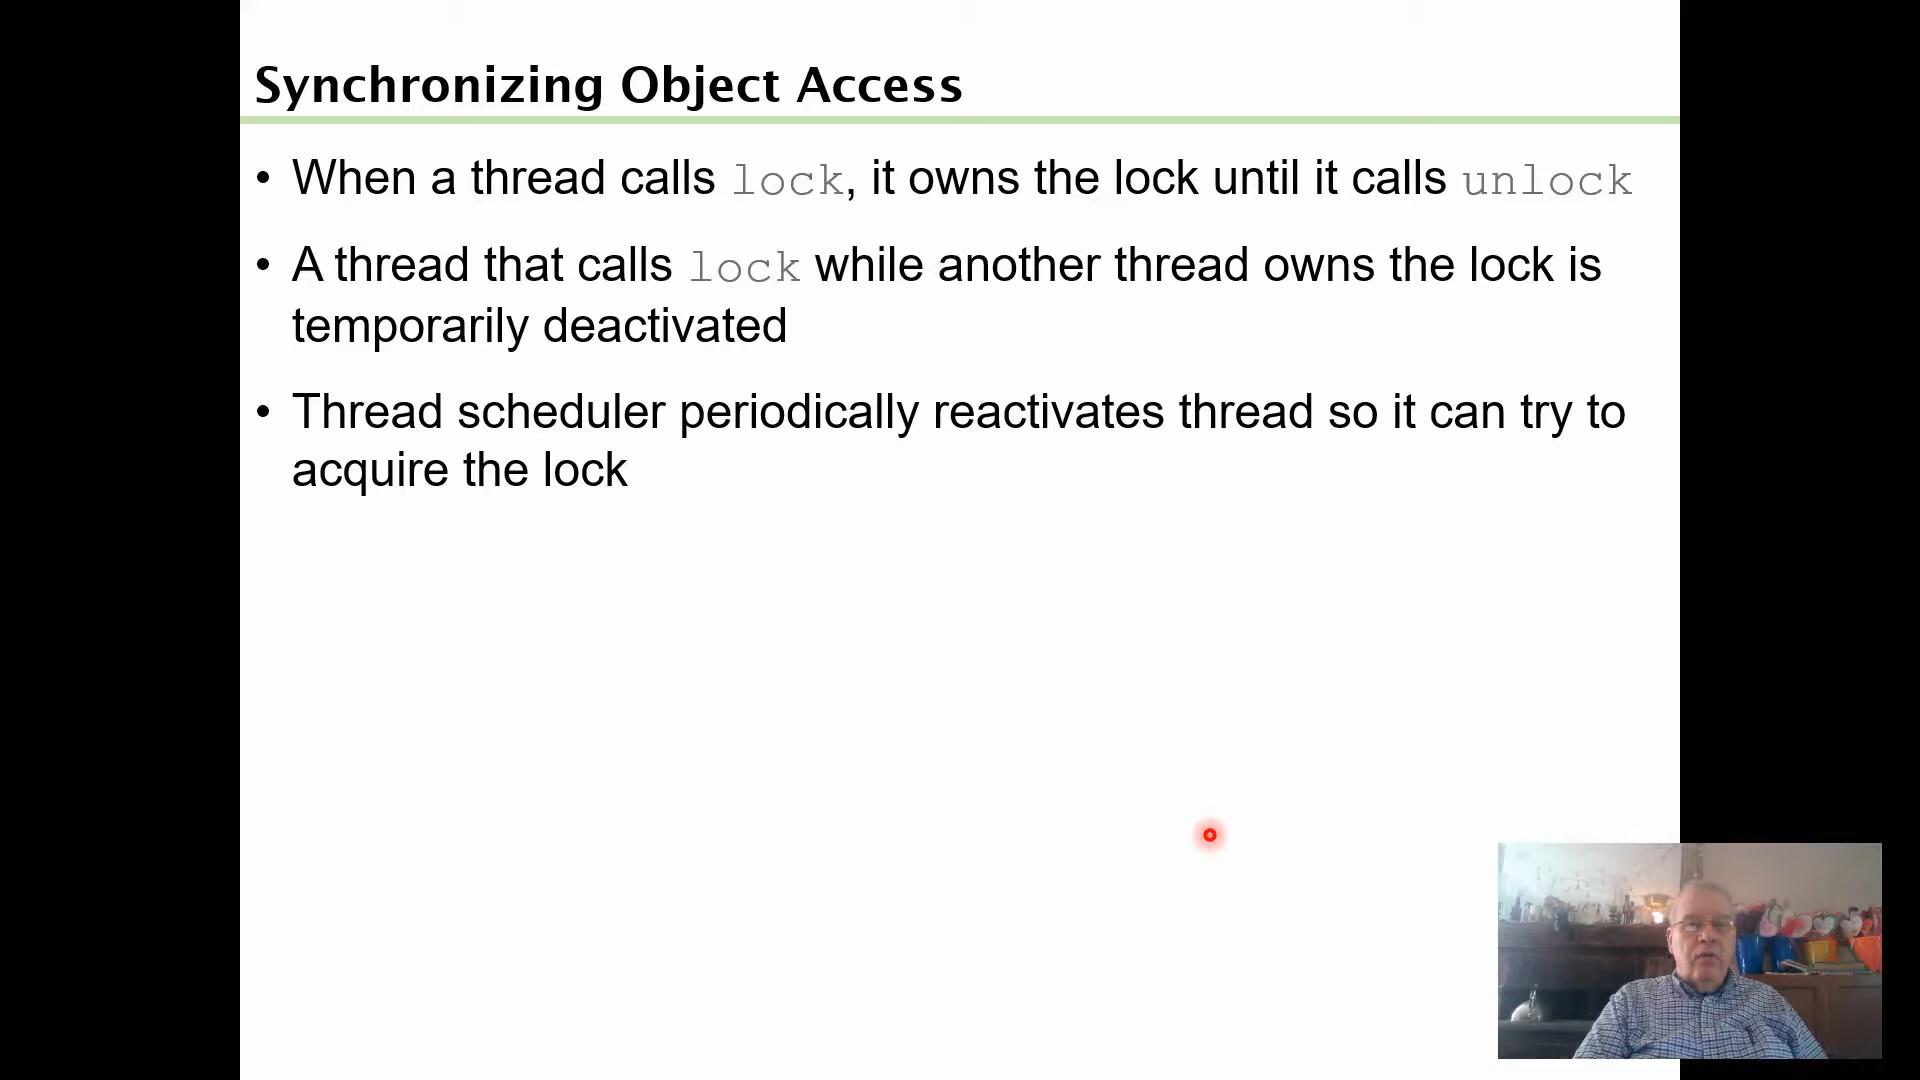 Synchronizing Object Access
• When a thread calls lock, it owns the lock until it calls unlock
• A thread that calls lock while another thread owns the lock is
temporarily deactivated
• Thread scheduler periodically reactivates thread so it can try to
acquire the lock